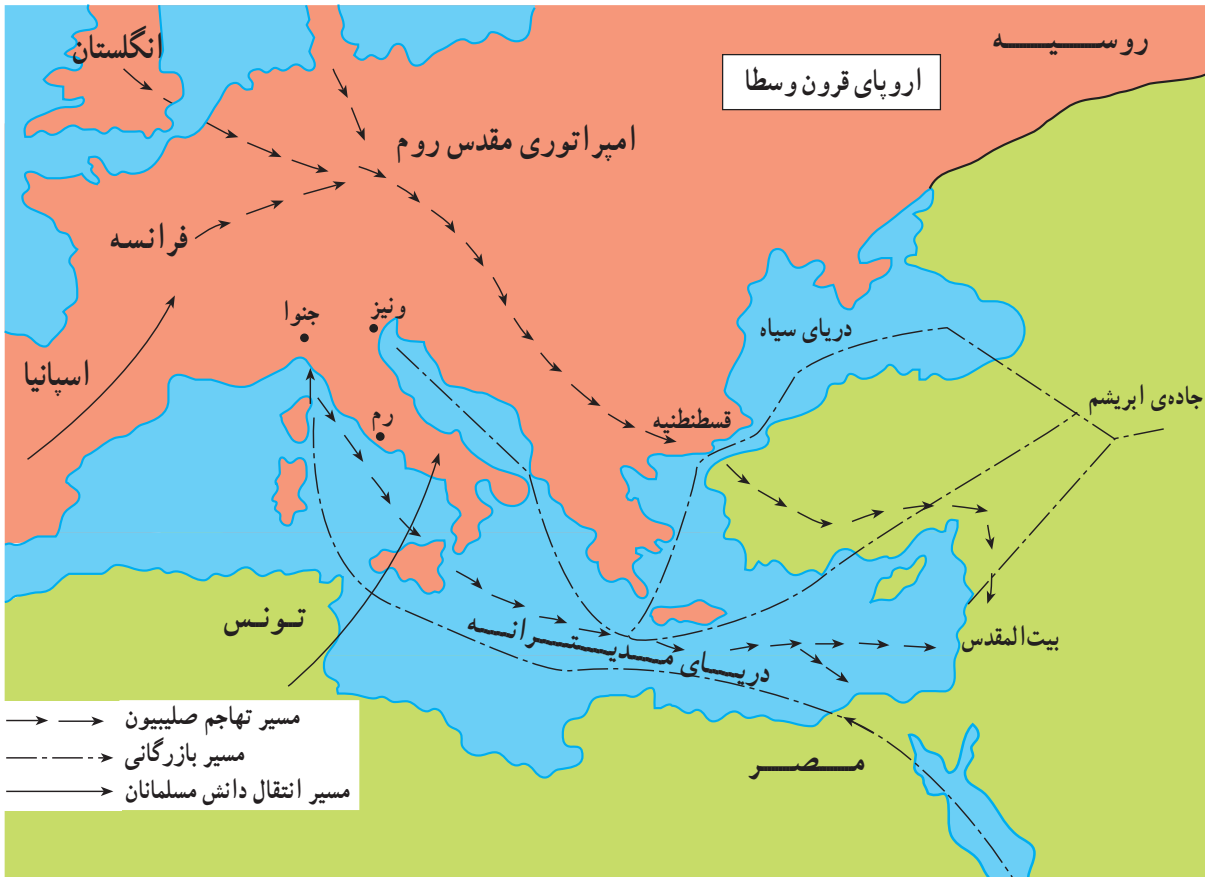 روسیه
انگلستان
اروپای قرون وسطا
امپراتوری مقدس روم
فرانسه
ونیز
جنوا
دریای سیاه
اسپانیا
جاده‌ی ابریشم
رم
قسطنطنیه
تونس
دریای مدیترانه
بیت‌المقدس
مصر
مسیر تهاجم صلیبیون
مسیر بازرگانی
مسیر انتقال دانش مسلمانان